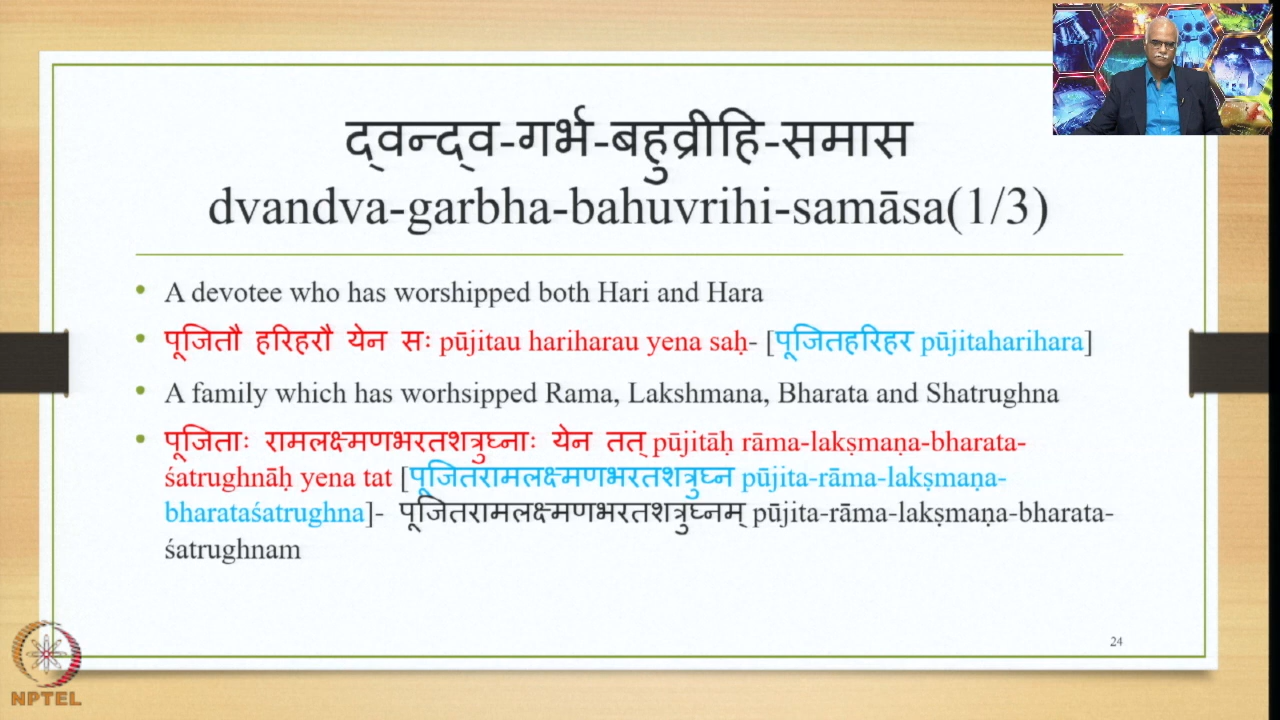 द्वन्द्व-गर्भ-बहुव्रीहि-समास
dvandva-garbha-bahuvrihi-samāsa(1/3)
• A devotee who has worshipped both Hari and Hara
• पूजितौ हरिहरौ येन सः pūjitau hariharau yena saḥ- [पूजितहरिहर pūjitaharihara]
• A family which has worhsipped Rama, Lakshmana, Bharata and Shatrughna
• पूजिताः रामलक्ष्मणभरतशत्रुघ्नाः येन तत् pūjitāḥ rāma-lakṣmaṇa-bharata-
śatrughnāḥ yena tat [पूजितरामलक्ष्मणभरतशत्रुघ्न pūjita-rāma-lakṣmaṇa-
bharataśatrughna]- पूजितरामलक्ष्मणभरतशत्रुघ्नम् pūjita-rāma-lakṣmaṇa-bharata-
śatrughnam
24
NPTEL